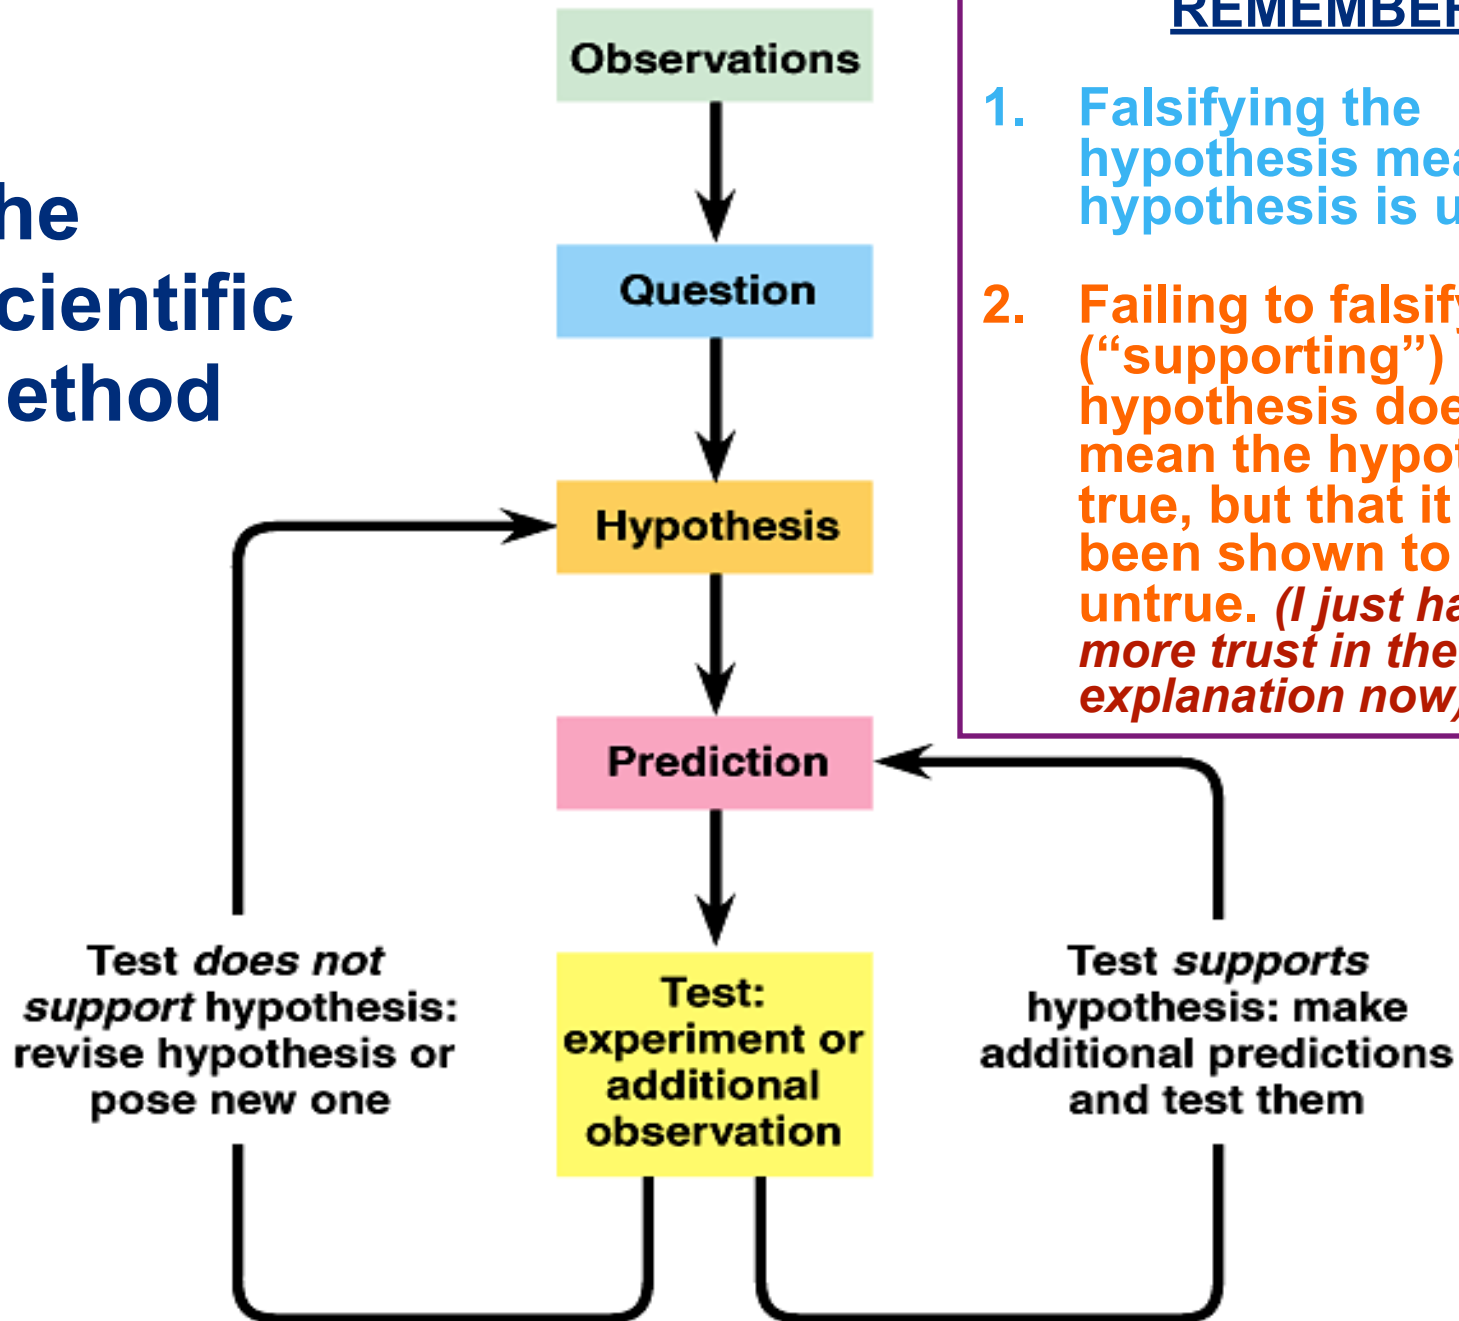 he
cientific
ethod
Observations
Question
Hypothesis
Prediction
Test:
experiment or
additional
observation
Test does not
support hypothesis:
revise hypothesis or
pose new one
Test supports
hypothesis: make
additional predictions
and test them
REMEMBER
1. Falsifying the
hypothesis mea
hypothesis is u
2. Failing to falsify
(“supporting”)
hypothesis doe
mean the hypot
true, but that it
been shown to
untrue. (I just ha
more trust in the
explanation now)